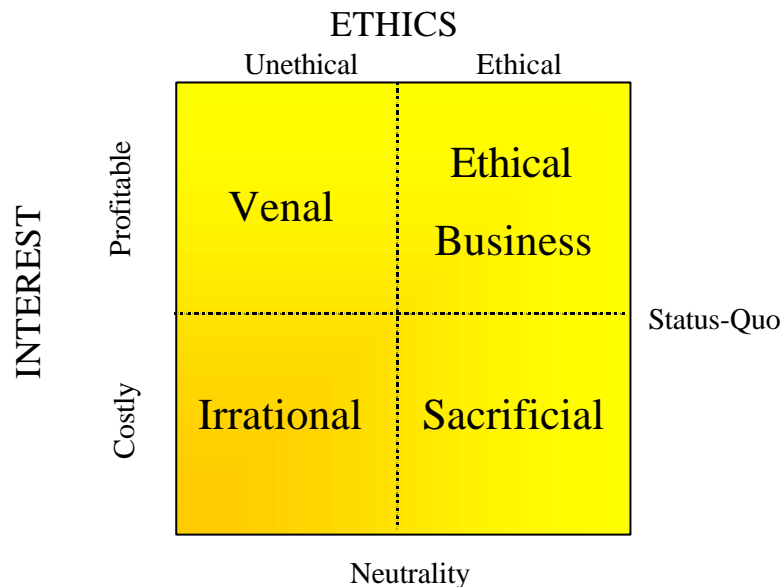 ETHICS
Unethical Ethical
INTEREST
Profitable
Venal
Ethical
Business
Status-Quo
Costly
Irrational
Sacrificial
Neutrality